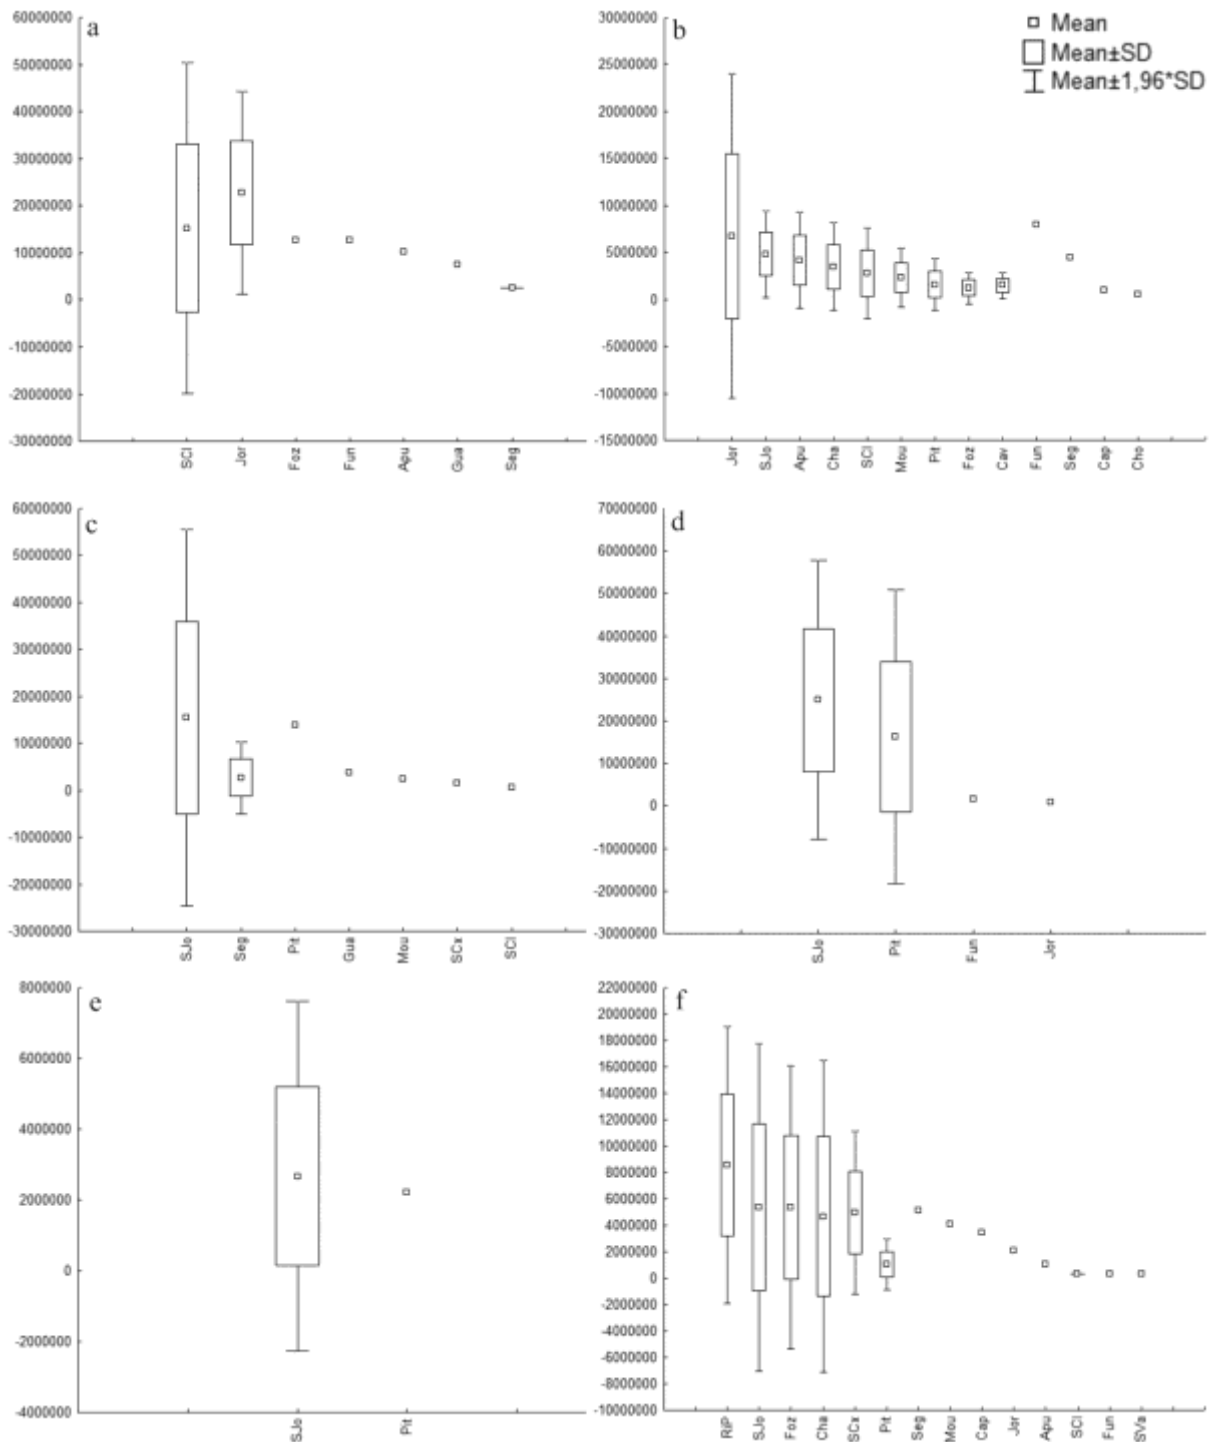 a
60000000
50000000
40000000
30000000
20000000
10000000
0
-10000000
-20000000
-30000000
SCl
Jor
Foz
Fun
Apu
Gua
Seg
b
Mean
Mean±SD
Mean±1,96*SD
30000000
25000000
20000000
15000000
10000000
5000000
0
-5000000
-10000000
-15000000
Jor
SJo
Apu
Cha
SCl
Mou
Pit
Foz
Cav
Fun
Seg
Cap
Cho
c
60000000
50000000
40000000
30000000
20000000
10000000
0
-10000000
-20000000
-30000000
SJo
Seg
Pit
Gua
Mou
SCx
SCl
d
70000000
60000000
50000000
40000000
30000000
20000000
10000000
0
-10000000
-20000000
-30000000
SJo
Pit
Fun
Jor
e
8000000
6000000
4000000
2000000
0
-2000000
-4000000
SJo
Pit
f
22000000
20000000
18000000
16000000
14000000
12000000
10000000
8000000
6000000
4000000
2000000
0
-2000000
-4000000
-6000000
-8000000
-10000000
RiP
SJo
Foz
Cha
SCx
Pit
Seg
Mou
Cap
Jor
Apu
SCl
Fun
SVa